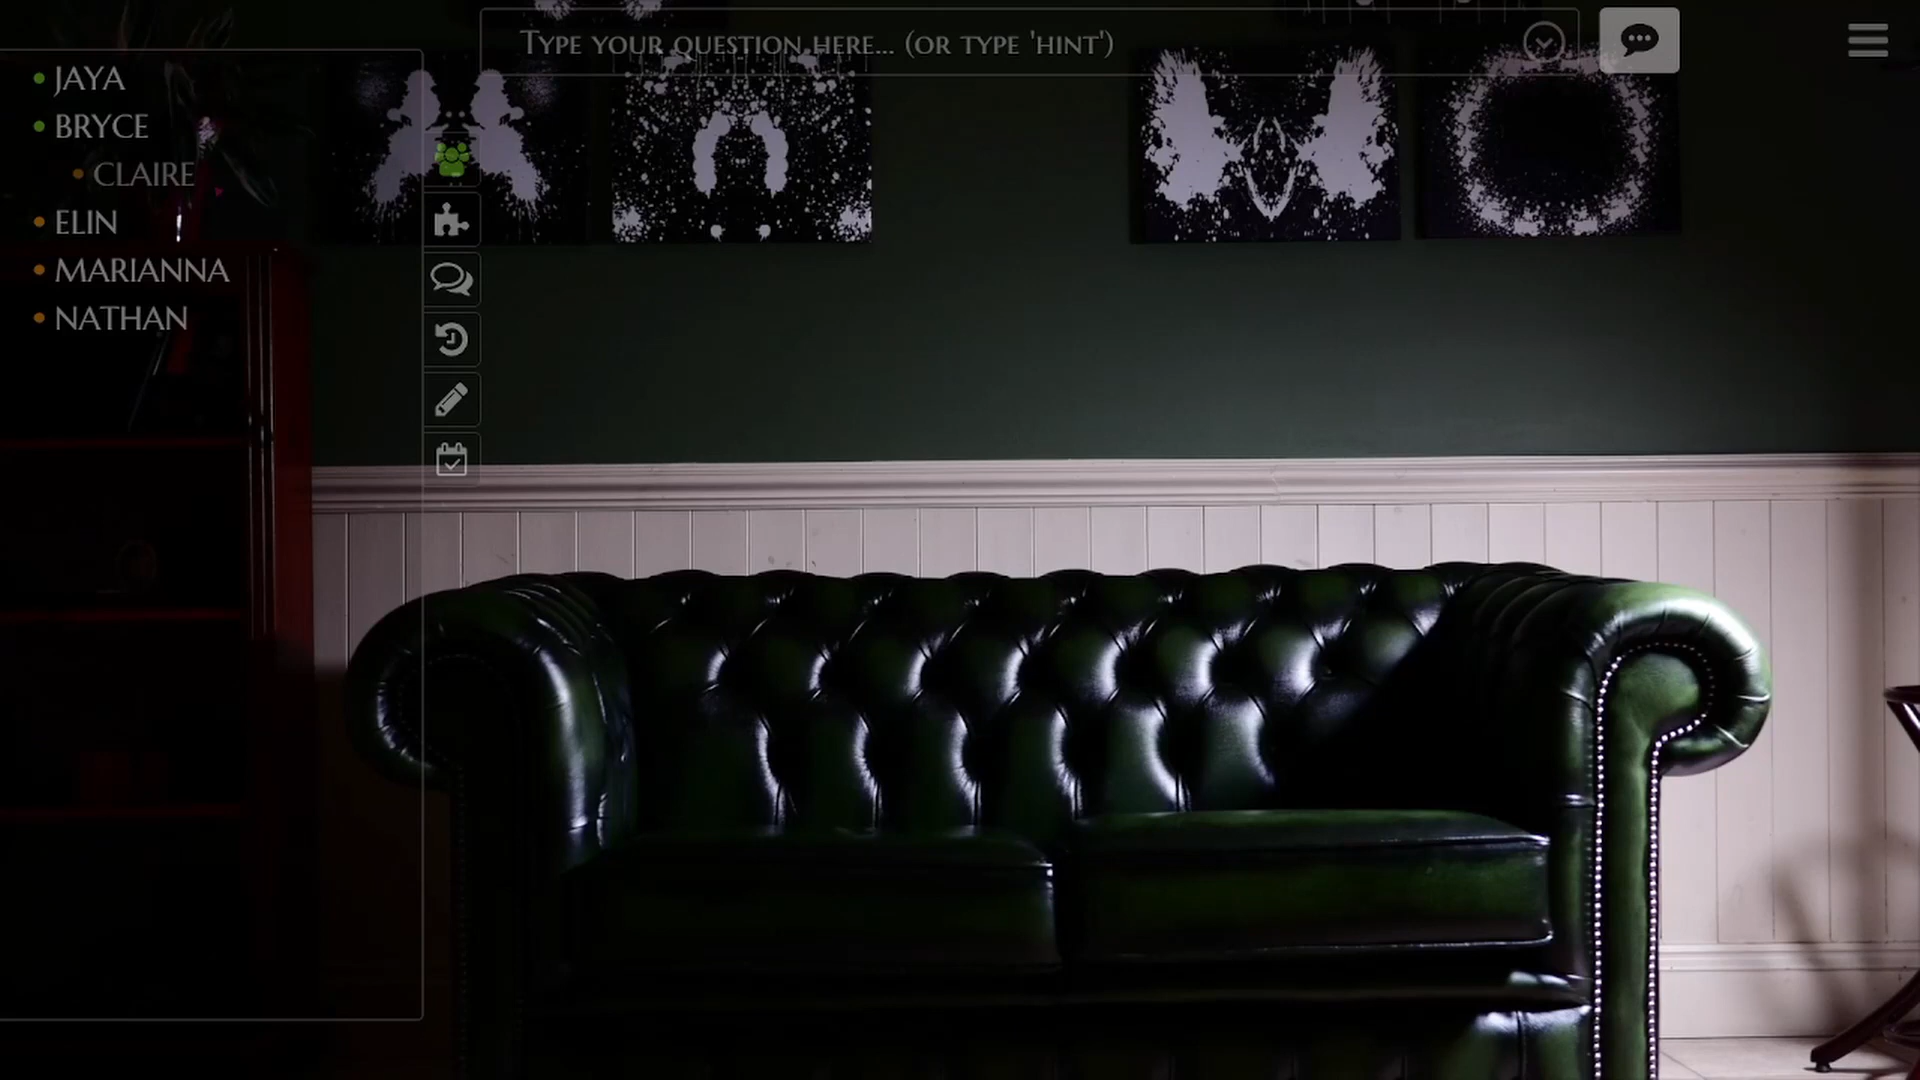 Type your question here... (or type 'hint')
JAYA
BRYCE
CLAIRE
ELIN
MARIANNA
NATHAN